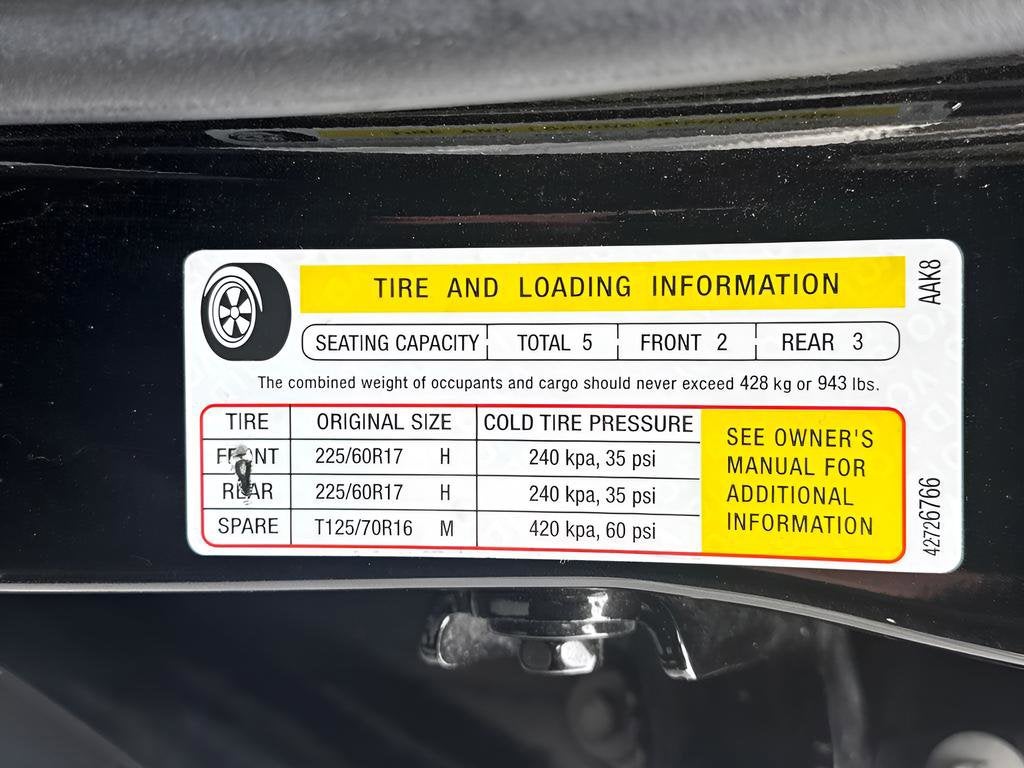 TIRE AND LOADING INFORMATION
AAK8
SEATING CAPACITY TOTAL 5 FRONT 2 REAR 3
The combined weight of occupants and cargo should never exceed 428 kg or 943 lbs.
TIRE ORIGINAL SIZE COLD TIRE PRESSURE
FRONT 225/60R17 H 240 kpa, 35 psi
REAR 225/60R17 H 240 kpa, 35 psi
SPARE T125/70R16 M 420 kpa, 60 psi
SEE OWNER'S
MANUAL FOR
ADDITIONAL
INFORMATION
42726766